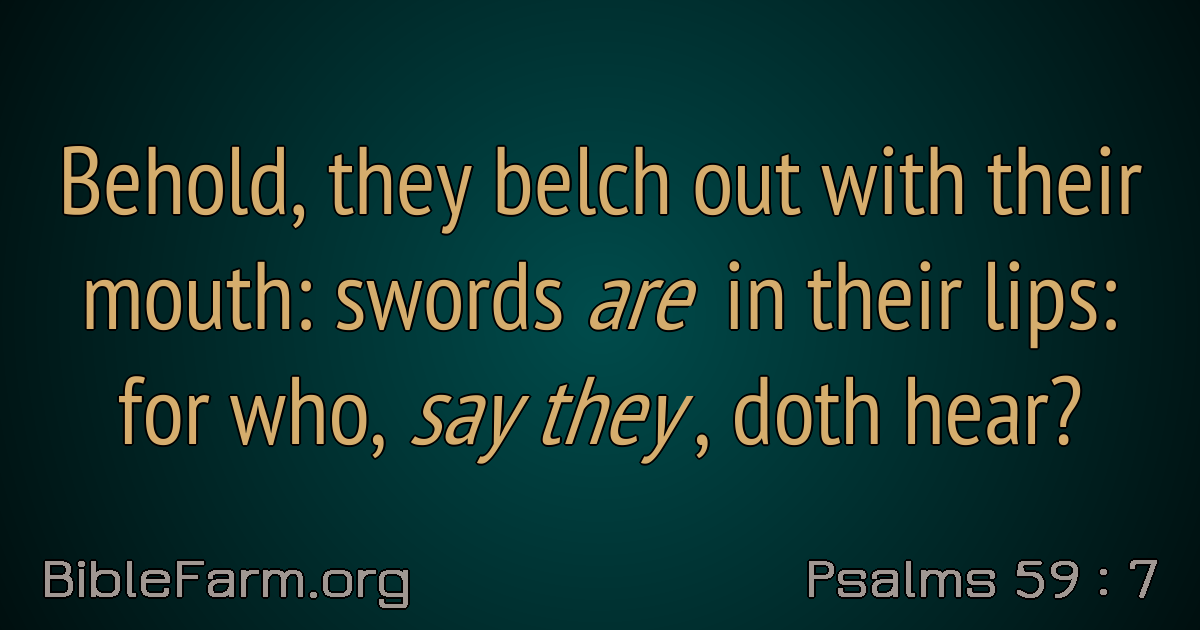 Behold, they belch out with their
mouth: swords are in their lips:
for who, say they, doth hear?
BibleFarm.org
Psalms 59 : 7